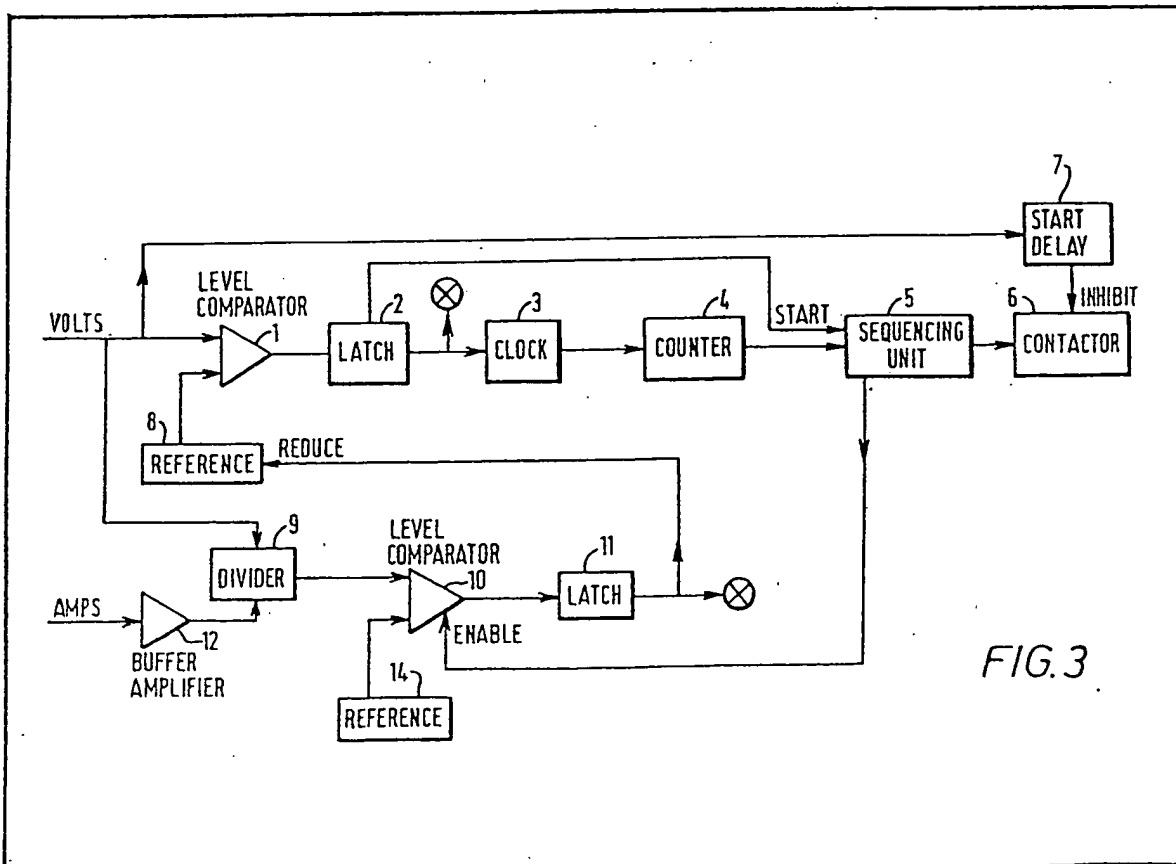 7
START
DELAY
LEVEL
COMPARATOR
VOLTS
1
2
LATCH
3
CLOCK
4
COUNTER
START
5
SEQUENCING
UNIT
INHIBIT
6
CONTACTOR
8
REFERENCE
REDUCE
9
DIVIDER
LEVEL
COMPARATOR
10
11
LATCH
AMPS
12
BUFFER
AMPLIFIER
ENABLE
14
REFERENCE
FIG.3